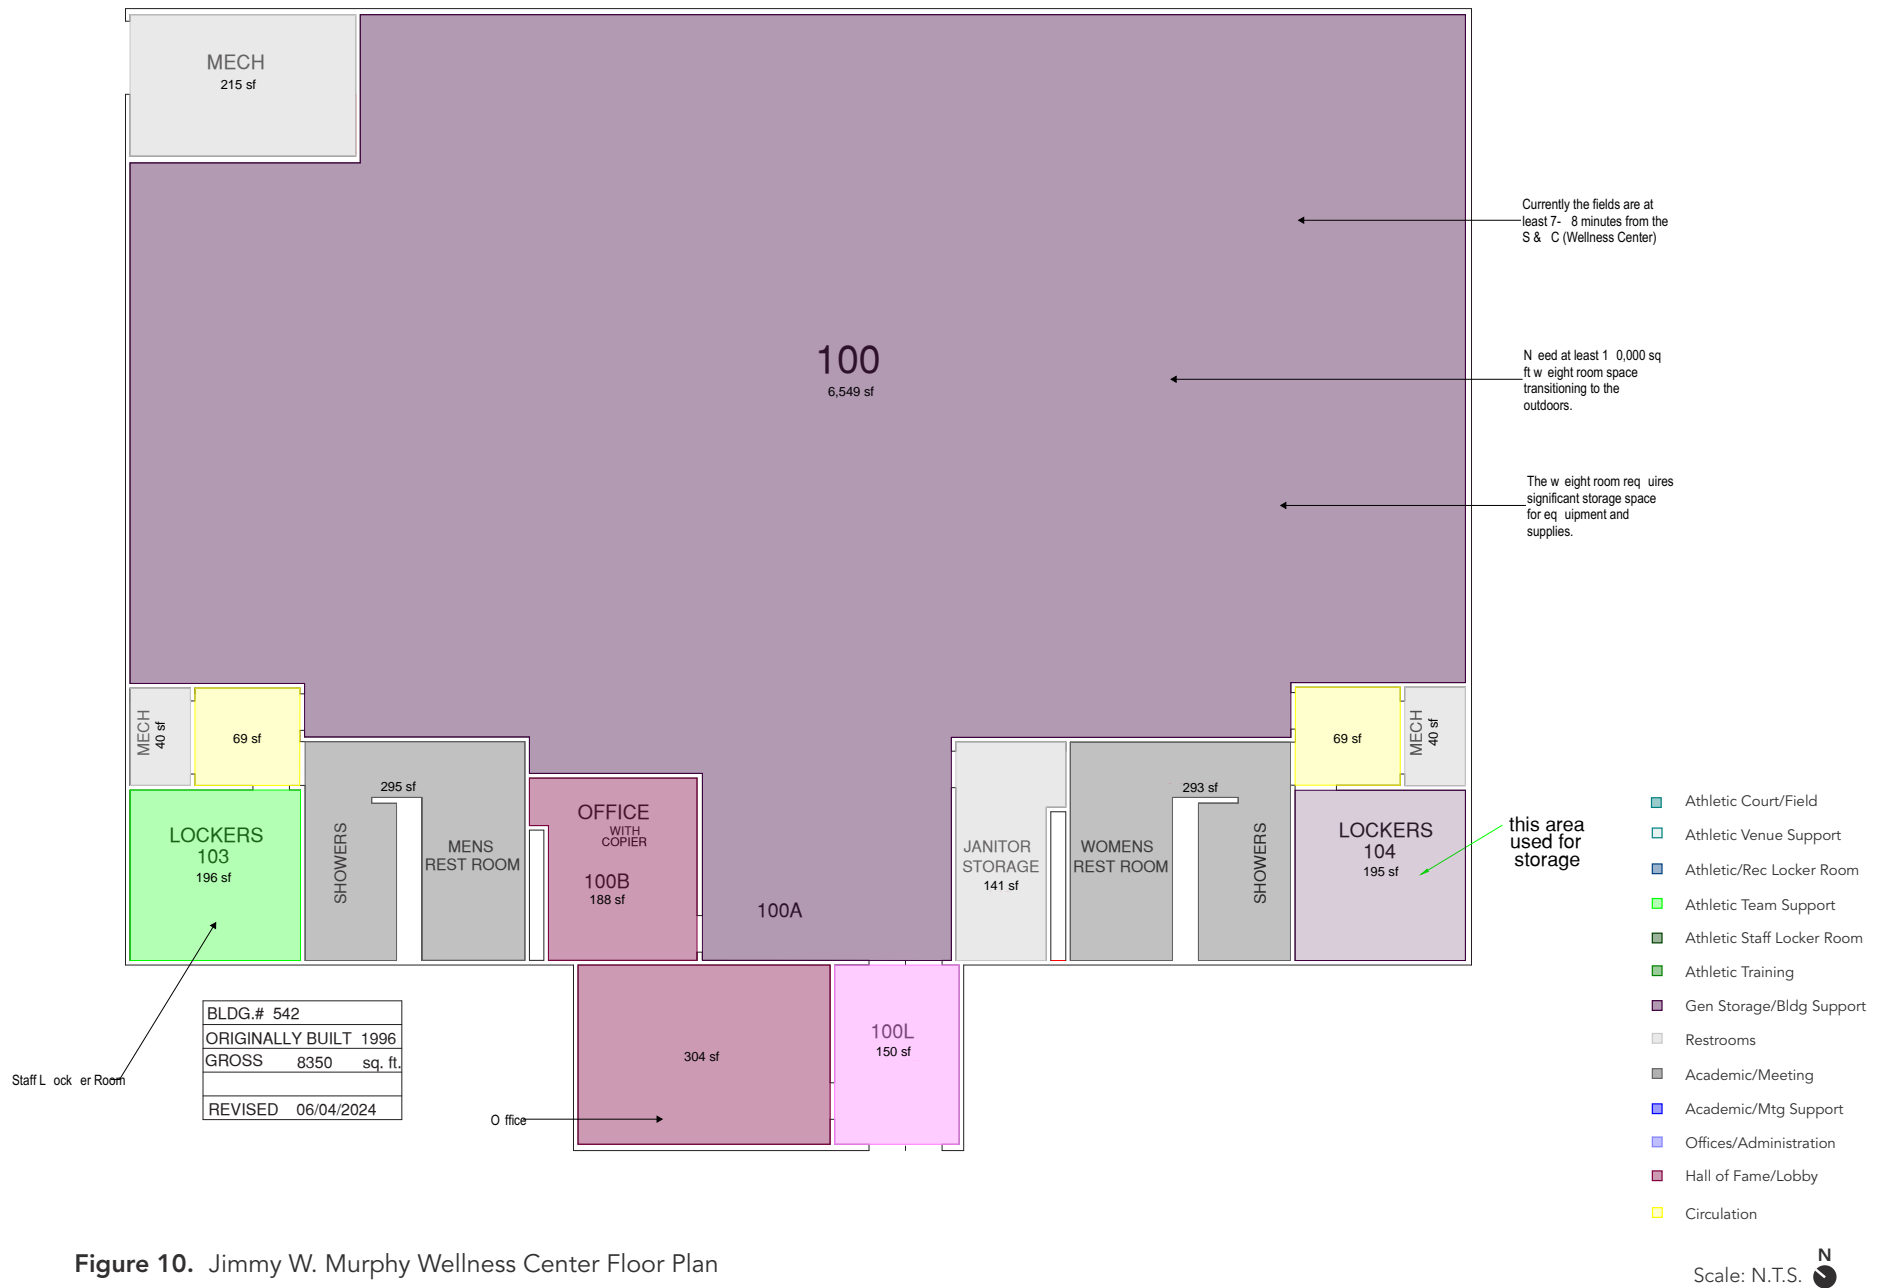 MECH
215 sf
100
6,549 sf
Currently the fields are at
least 7- 8 minutes from the
S & C (Wellness Center)
N eed at least 1 0,000 sq
ft w eight room space
transitioning to the
outdoors.
The w eight room req uires
significant storage space
for eq uipment and
supplies.
MECH
40 sf
69 sf
69 sf
MECH
40 sf
LOCKERS
103
196 sf
295 sf
SHOWERS
MENS
REST ROOM
OFFICE
WITH
COPIER
100B
188 sf
100A
JANITOR
STORAGE
141 sf
293 sf
WOMENS
REST ROOM
SHOWERS
LOCKERS
104
195 sf
this area
used for
storage
304 sf
100L
150 sf
Staff L ock er Room
O ffice
BLDG.# 542
ORIGINALLY BUILT 1996
GROSS 8350 sq. ft.
REVISED 06/04/2024
Athletic Court/Field
Athletic Venue Support
Athletic/Rec Locker Room
Athletic Team Support
Athletic Staff Locker Room
Athletic Training
Gen Storage/Bldg Support
Restrooms
Academic/Meeting
Academic/Mtg Support
Offices/Administration
Hall of Fame/Lobby
Circulation
Figure 10. Jimmy W. Murphy Wellness Center Floor Plan
N
Scale: N.T.S.